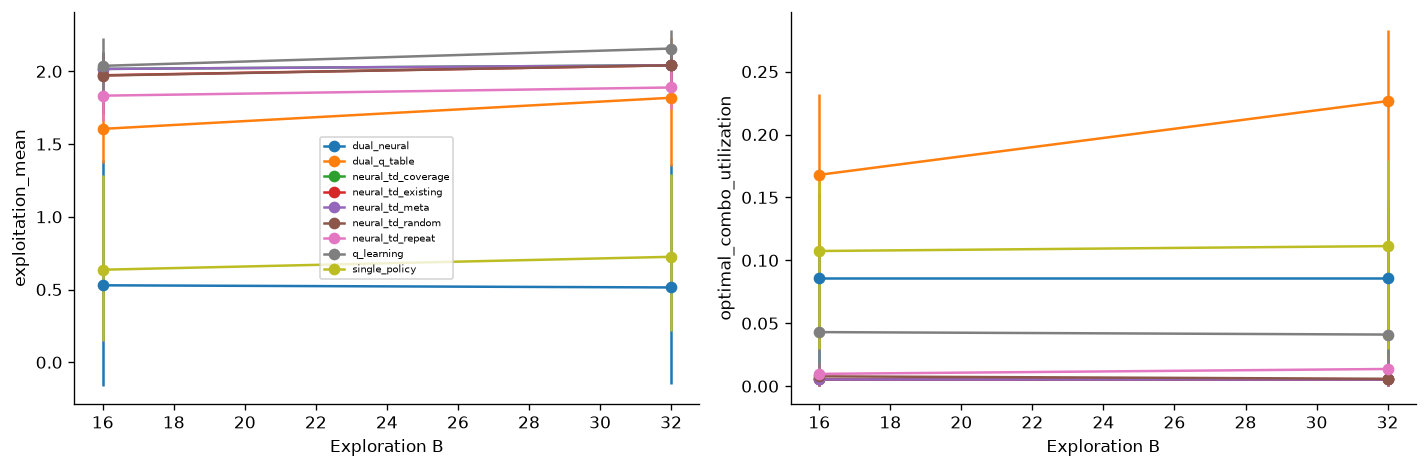 exploitation_mean
2.0
1.5
1.0
0.5
0.0
16 18 20 22 24 26 28 30 32
Exploration B
dual_neural
dual_q_table
neural_td_coverage
neural_td_existing
neural_td_meta
neural_td_random
neural_td_repeat
q_learning
single_policy
optimal_combo_utilization
0.25
0.20
0.15
0.10
0.05
0.00
16 18 20 22 24 26 28 30 32
Exploration B